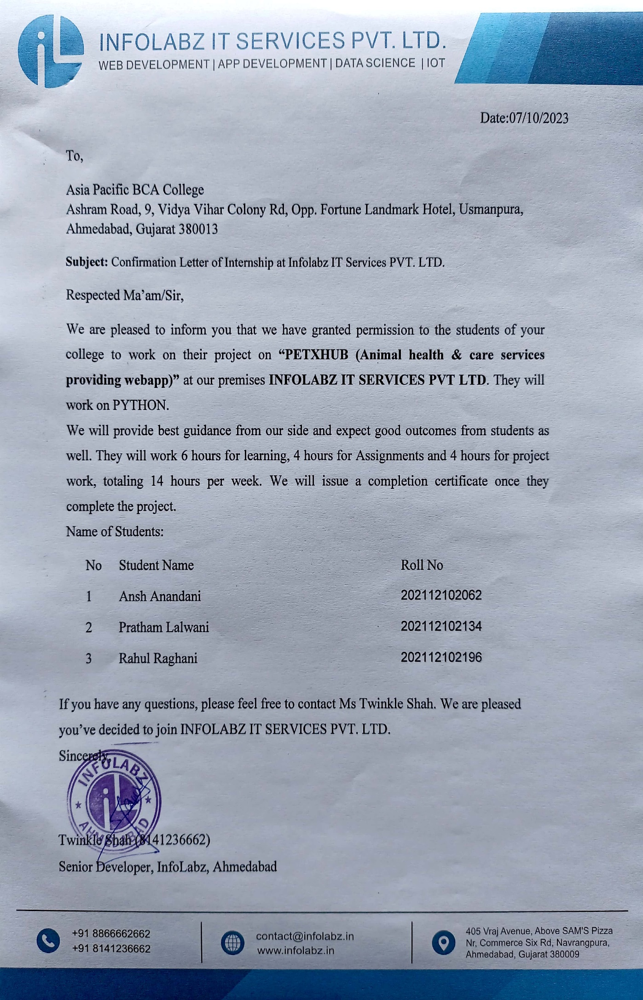 INFOLABZ IT SERVICES PVT. LTD.
WEB DEVELOPMENT | APP DEVELOPMENT | DATA SCIENCE | IOT
Date:07/10/2023
To,
Asia Pacific BCA College
Ashram Road, 9, Vidya Vihar Colony Rd, Opp. Fortune Landmark Hotel, Usmanpura,
Ahmedabad, Gujarat 380013
Subject: Confirmation Letter of Internship at Infolabz IT Services PVT. LTD.
Respected Ma’am/Sir,
We are pleased to inform you that we have granted permission to the students of your
college to work on their project on “PETXHUB (Animal health & care services
providing webapp)” at our premises INFOLABZ IT SERVICES PVT LTD. They will
work on PYTHON.
We will provide best guidance from our side and expect good outcomes from students as
well. They will work 6 hours for learning, 4 hours for Assignments and 4 hours for project
work, totaling 14 hours per week. We will issue a completion certificate once they
complete the project.
Name of Students:
No Student Name Roll No
1 Ansh Anandani 202112102062
2 Pratham Lalwani 202112102134
3 Rahul Raghani 202112102196
If you have any questions, please feel free to contact Ms Twinkle Shah. We are pleased
you’ve decided to join INFOLABZ IT SERVICES PVT. LTD.
Sincerely,
INFOLABZ
AHMEDABAD
Twinkle Shah (8141236662)
Senior Developer, InfoLabz, Ahmedabad
+91 8866662662
+91 8141236662
contact@infolabz.in
www.infolabz.in
405 Vraj Avenue, Above SAM'S Pizza
Nr, Commerce Six Rd, Navrangpura,
Ahmedabad, Gujarat 380009